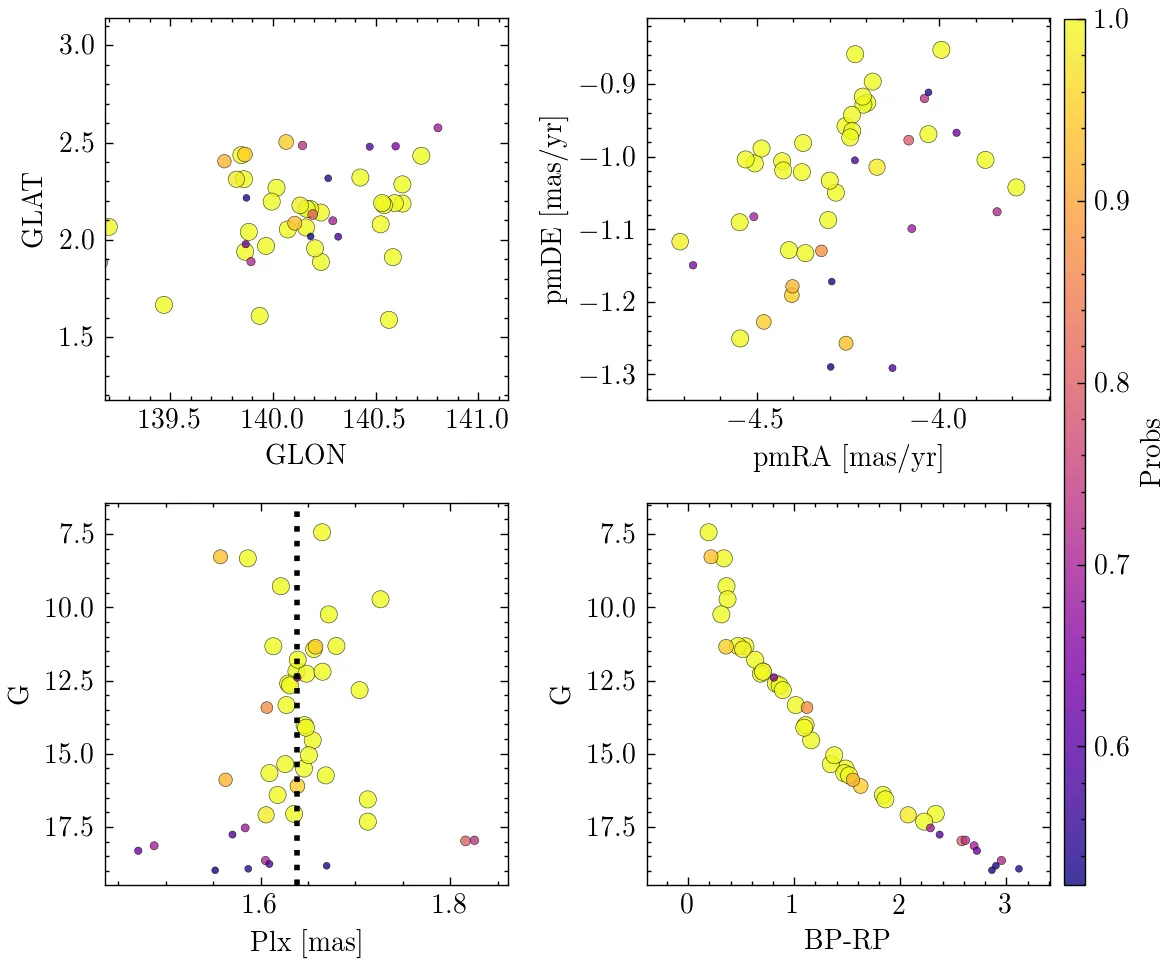 3.0
2.5
2.0
1.5
GLAT
139.5 140.0 140.5 141.0
GLON
−0.9
−1.0
−1.1
−1.2
−1.3
pmDE [mas/yr]
−4.5 −4.0
pmRA [mas/yr]
1.0
0.9
0.8
0.7
0.6
Probs
7.5
10.0
12.5
15.0
17.5
G
1.6 1.8
Plx [mas]
7.5
10.0
12.5
15.0
17.5
G
0 1 2 3
BP-RP